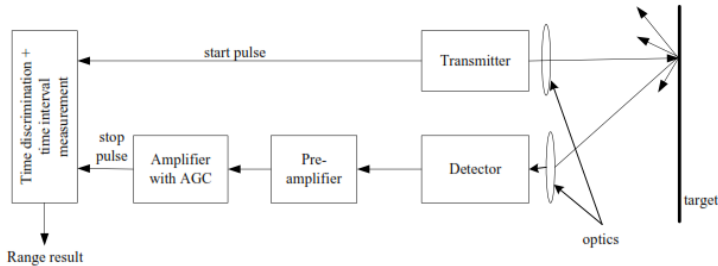 Time discrimination +
time interval
measurement
start pulse
Transmitter
stop
pulse
Amplifier
with AGC
Pre-
amplifier
Detector
target
optics
Range result